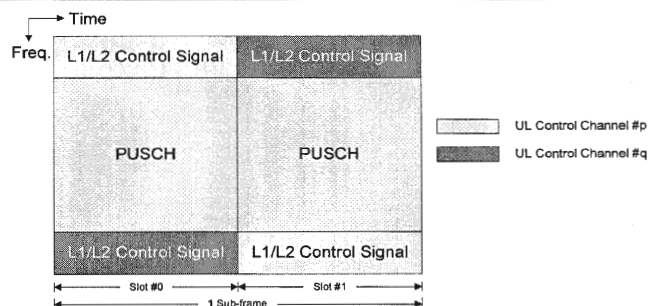 Time
Freq.
L1/L2 Control Signal
L1/L2 Control Signal
PUSCH
PUSCH
UL Control Channel #p
UL Control Channel #q
L1/L2 Control Signal
L1/L2 Control Signal
Slot #0
Slot #1
1 Sub-frame